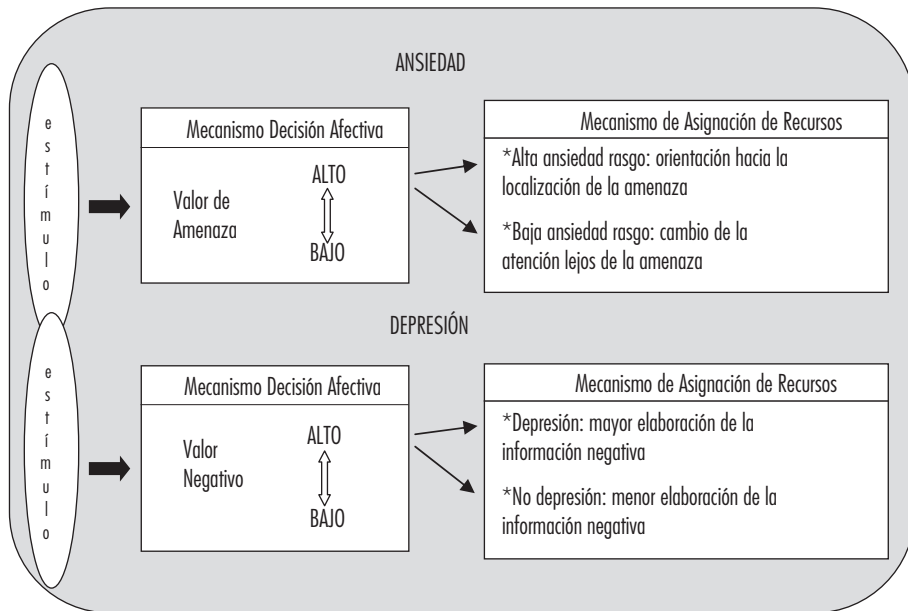 ANSIEDAD
estímulo
Mecanismo Decisión Afectiva
Valor de
Amenaza
ALTO
BAJO
Mecanismo de Asignación de Recursos
*Alta ansiedad rasgo: orientación hacia la
localización de la amenaza
*Baja ansiedad rasgo: cambio de la
atención lejos de la amenaza
DEPRESIÓN
estímulo
Mecanismo Decisión Afectiva
Valor
Negativo
ALTO
BAJO
Mecanismo de Asignación de Recursos
*Depresión: mayor elaboración de la
información negativa
*No depresión: menor elaboración de la
información negativa